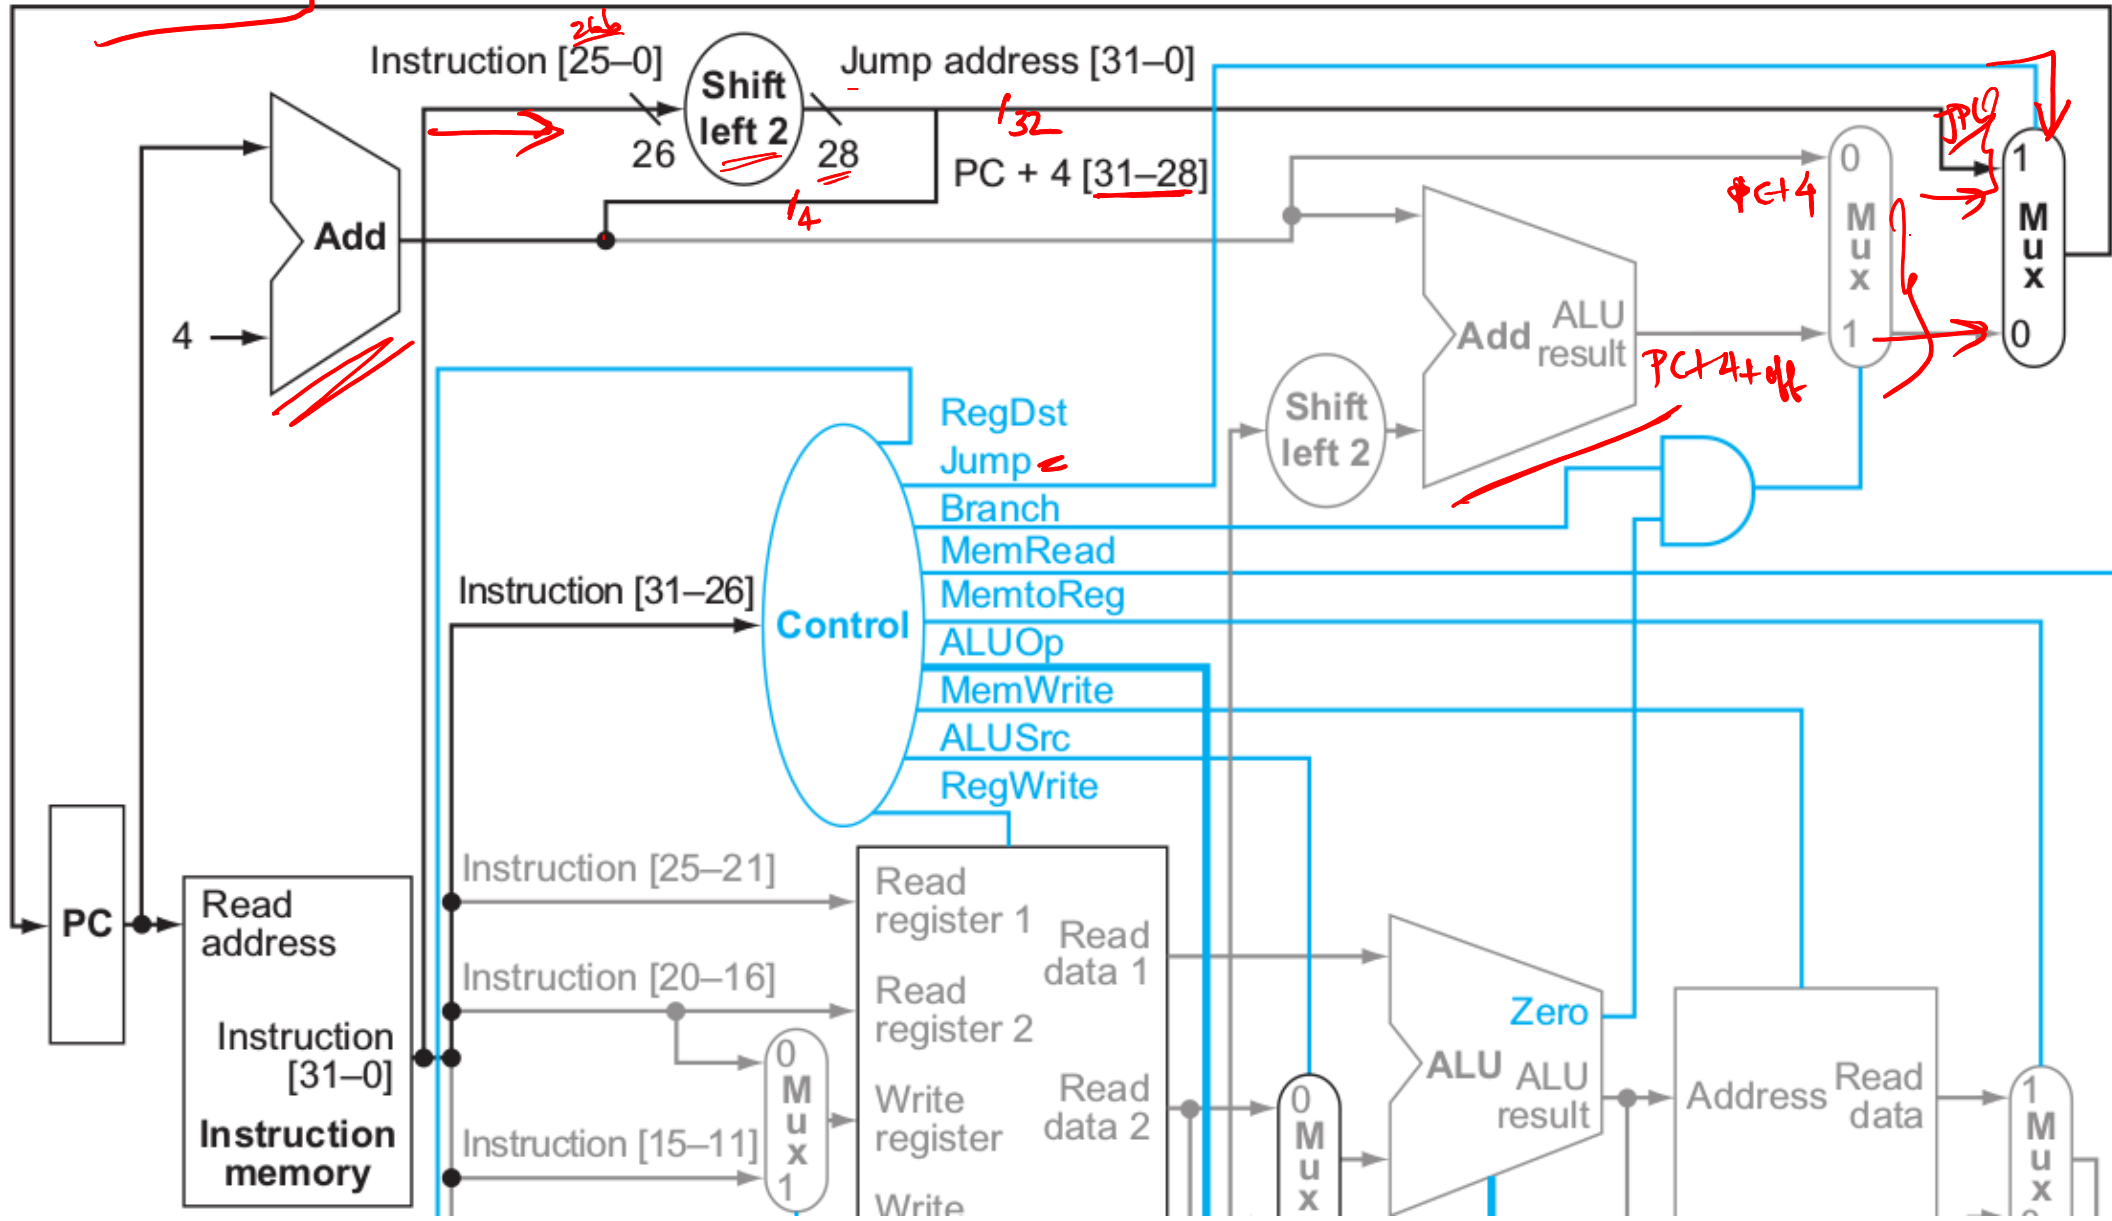 26b
Instruction [25–0]
Shift
left 2
Jump address [31–0]
26
28
32
PC + 4 [31–28]
4
Add
4
JPC
PC+4
0
M
u
x
1
1
M
u
x
0
Add
ALU
result
PC+4+off
Shift
left 2
RegDst
Jump
Branch
MemRead
MemtoReg
ALUOp
MemWrite
ALUSrc
RegWrite
Instruction [31–26]
Control
PC
Read
address
Instruction
[31–0]
Instruction
memory
Instruction [25–21]
Instruction [20–16]
Instruction [15–11]
0
M
u
x
1
Read
register 1
Read
register 2
Write
register
Write
Read
data 1
Read
data 2
0
M
u
x
Zero
ALU
ALU
result
Address
Read
data
1
M
u
x